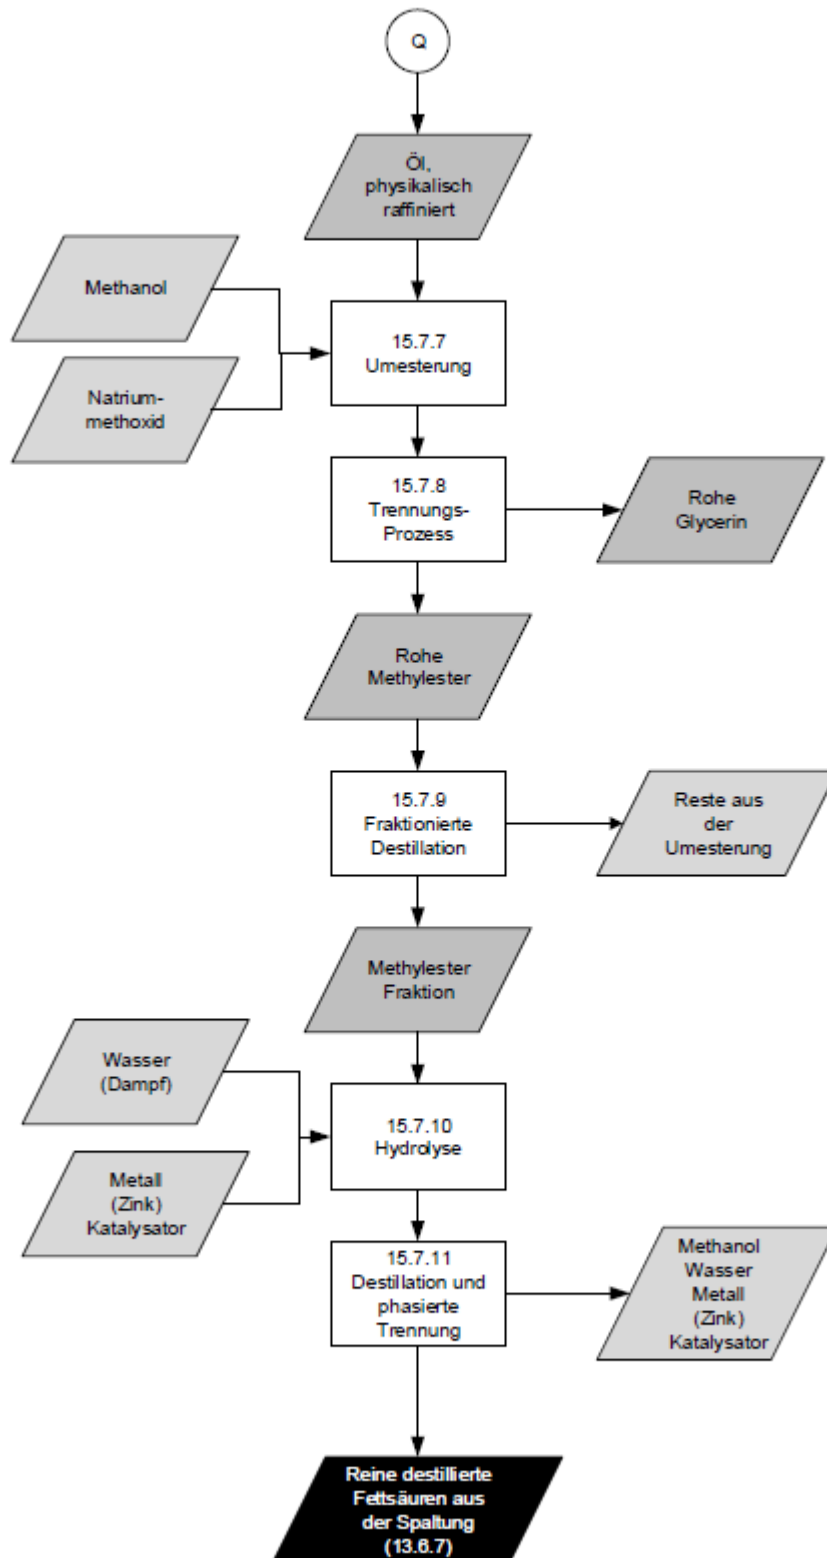 Q
Öl,
physikalisch
raffiniert
Methanol
Natrium-
methoxid
15.7.7
Umesterung
15.7.8
Trennungs-
Prozess
Rohe
Glycerin
Rohe
Methylester
15.7.9
Fraktionierte
Destillation
Reste aus
der
Umesterung
Methylester
Fraktion
Wasser
(Dampf)
Metall
(Zink)
Katalysator
15.7.10
Hydrolyse
15.7.11
Destillation und
phasierte
Trennung
Methanol
Wasser
Metall
(Zink)
Katalysator
Reine destillierte
Fettsäuren aus
der Spaltung
(13.6.7)